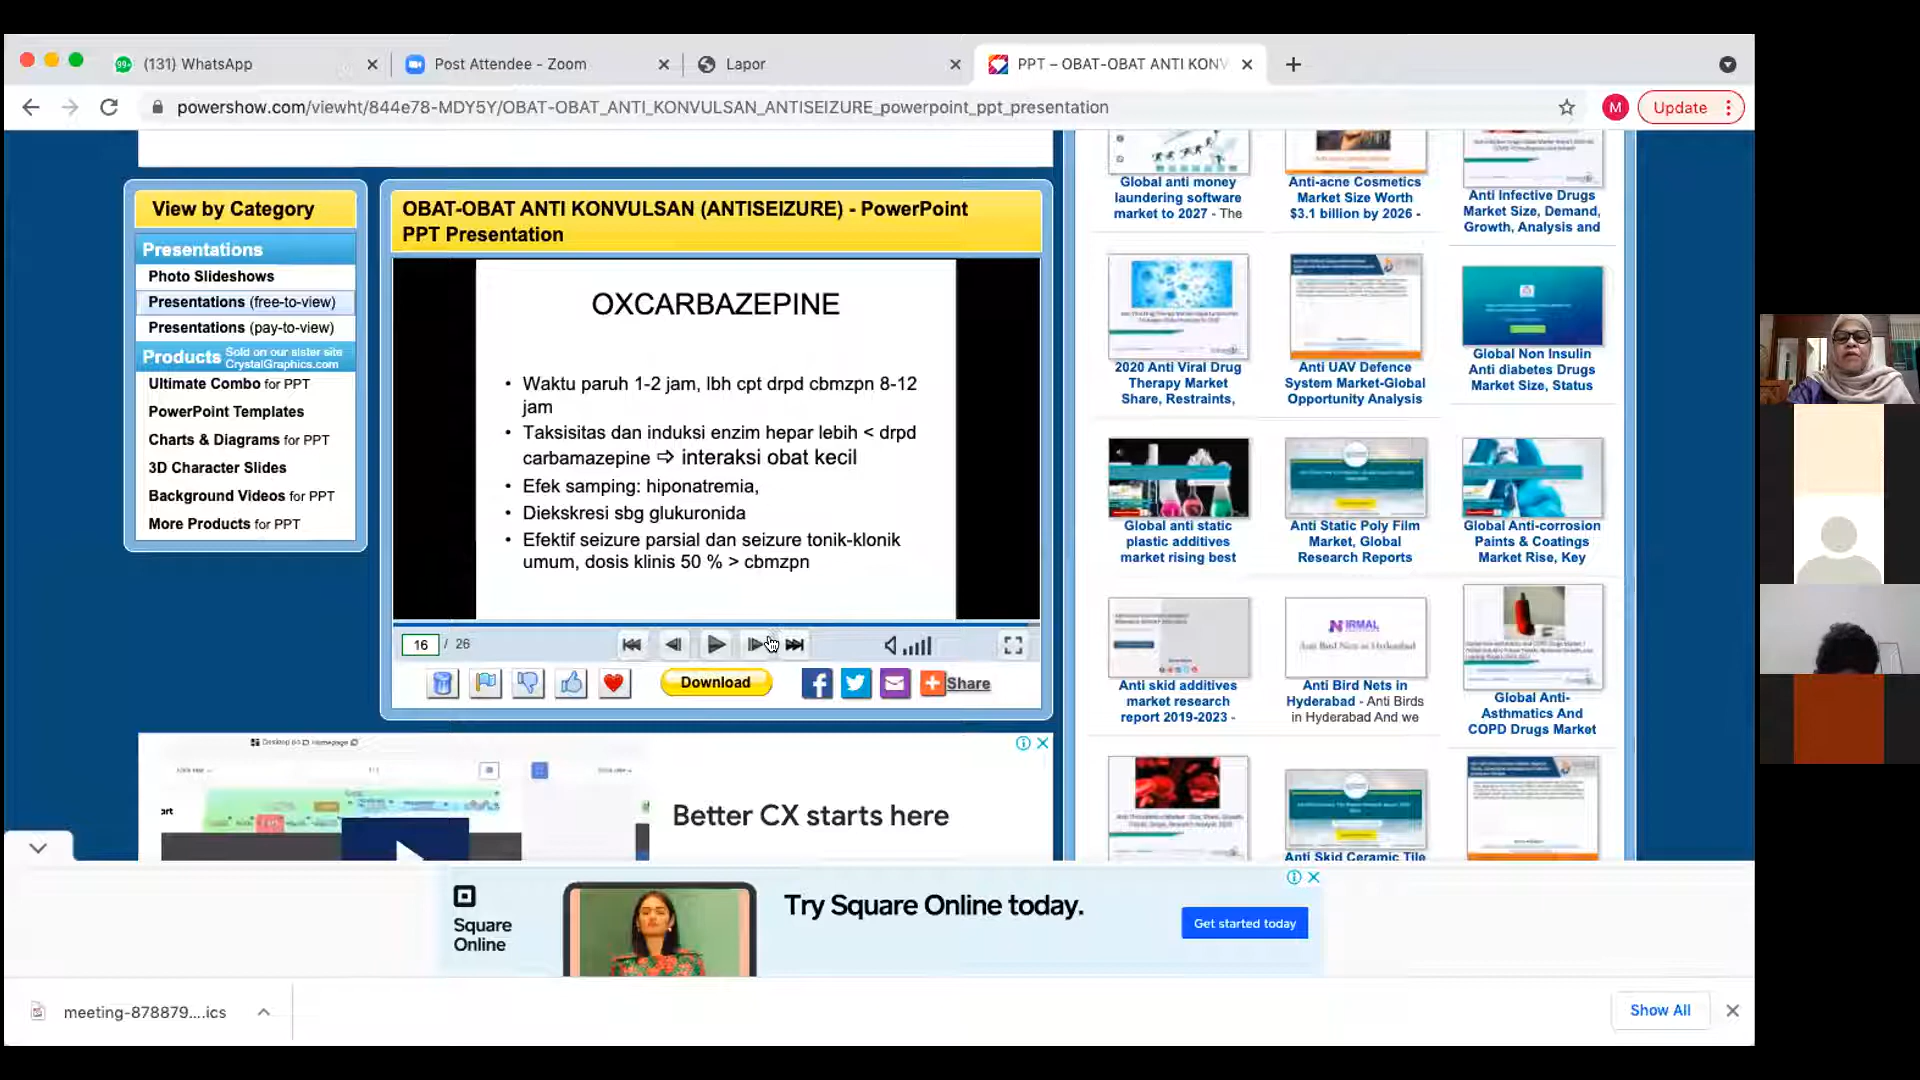 (131) WhatsApp
Post Attendee - Zoom
Lapor
PPT – OBAT-OBAT ANTI KONV
powershow.com/viewht/844e78-MDY5Y/OBAT-OBAT_ANTI_KONVULSAN_ANTISEIZURE_powerpoint_ppt_presentation
M
Update
View by Category
Presentations
Photo Slideshows
Presentations (free-to-view)
Presentations (pay-to-view)
Products Sold on our sister site
CrystalGraphics.com
Ultimate Combo for PPT
PowerPoint Templates
Charts & Diagrams for PPT
3D Character Slides
Background Videos for PPT
More Products for PPT
OBAT-OBAT ANTI KONVULSAN (ANTISEIZURE) - PowerPoint
PPT Presentation
OXCARBAZEPINE
• Waktu paruh 1-2 jam, lbh cpt drpd cbmzpn 8-12
jam
• Taksisitas dan induksi enzim hepar lebih < drpd
carbamazepine ⇨ interaksi obat kecil
• Efek samping: hiponatremia,
• Diekskresi sbg glukuronida
• Efektif seizure parsial dan seizure tonik-klonik
umum, dosis klinis 50 % > cbmzpn
16 / 26
Download
Share
Global anti money
laundering software
market to 2027 - The
Anti-acne Cosmetics
Market Size Worth
$3.1 billion by 2026 -
Anti Infective Drugs
Market Size, Demand,
Growth, Analysis and
2020 Anti Viral Drug
Therapy Market
Share, Restraints,
Anti UAV Defence
System Market-Global
Opportunity Analysis
Global Non Insulin
Anti diabetes Drugs
Market Size, Status
Global anti static
plastic additives
market rising best
Anti Static Poly Film
Market, Global
Research Reports
Global Anti-corrosion
Paints & Coatings
Market Rise, Key
Anti skid additives
market research
report 2019-2023 -
NIRMAL
Anti Bird Nets in Hyderabad
Anti Bird Nets in
Hyderabad - Anti Birds
in Hyderabad And we
Global Anti-
Asthmatics And
COPD Drugs Market
Anti Skid Ceramic Tile
art
Better CX starts here
Square
Online
Try Square Online today.
Get started today
meeting-878879....ics
Show All